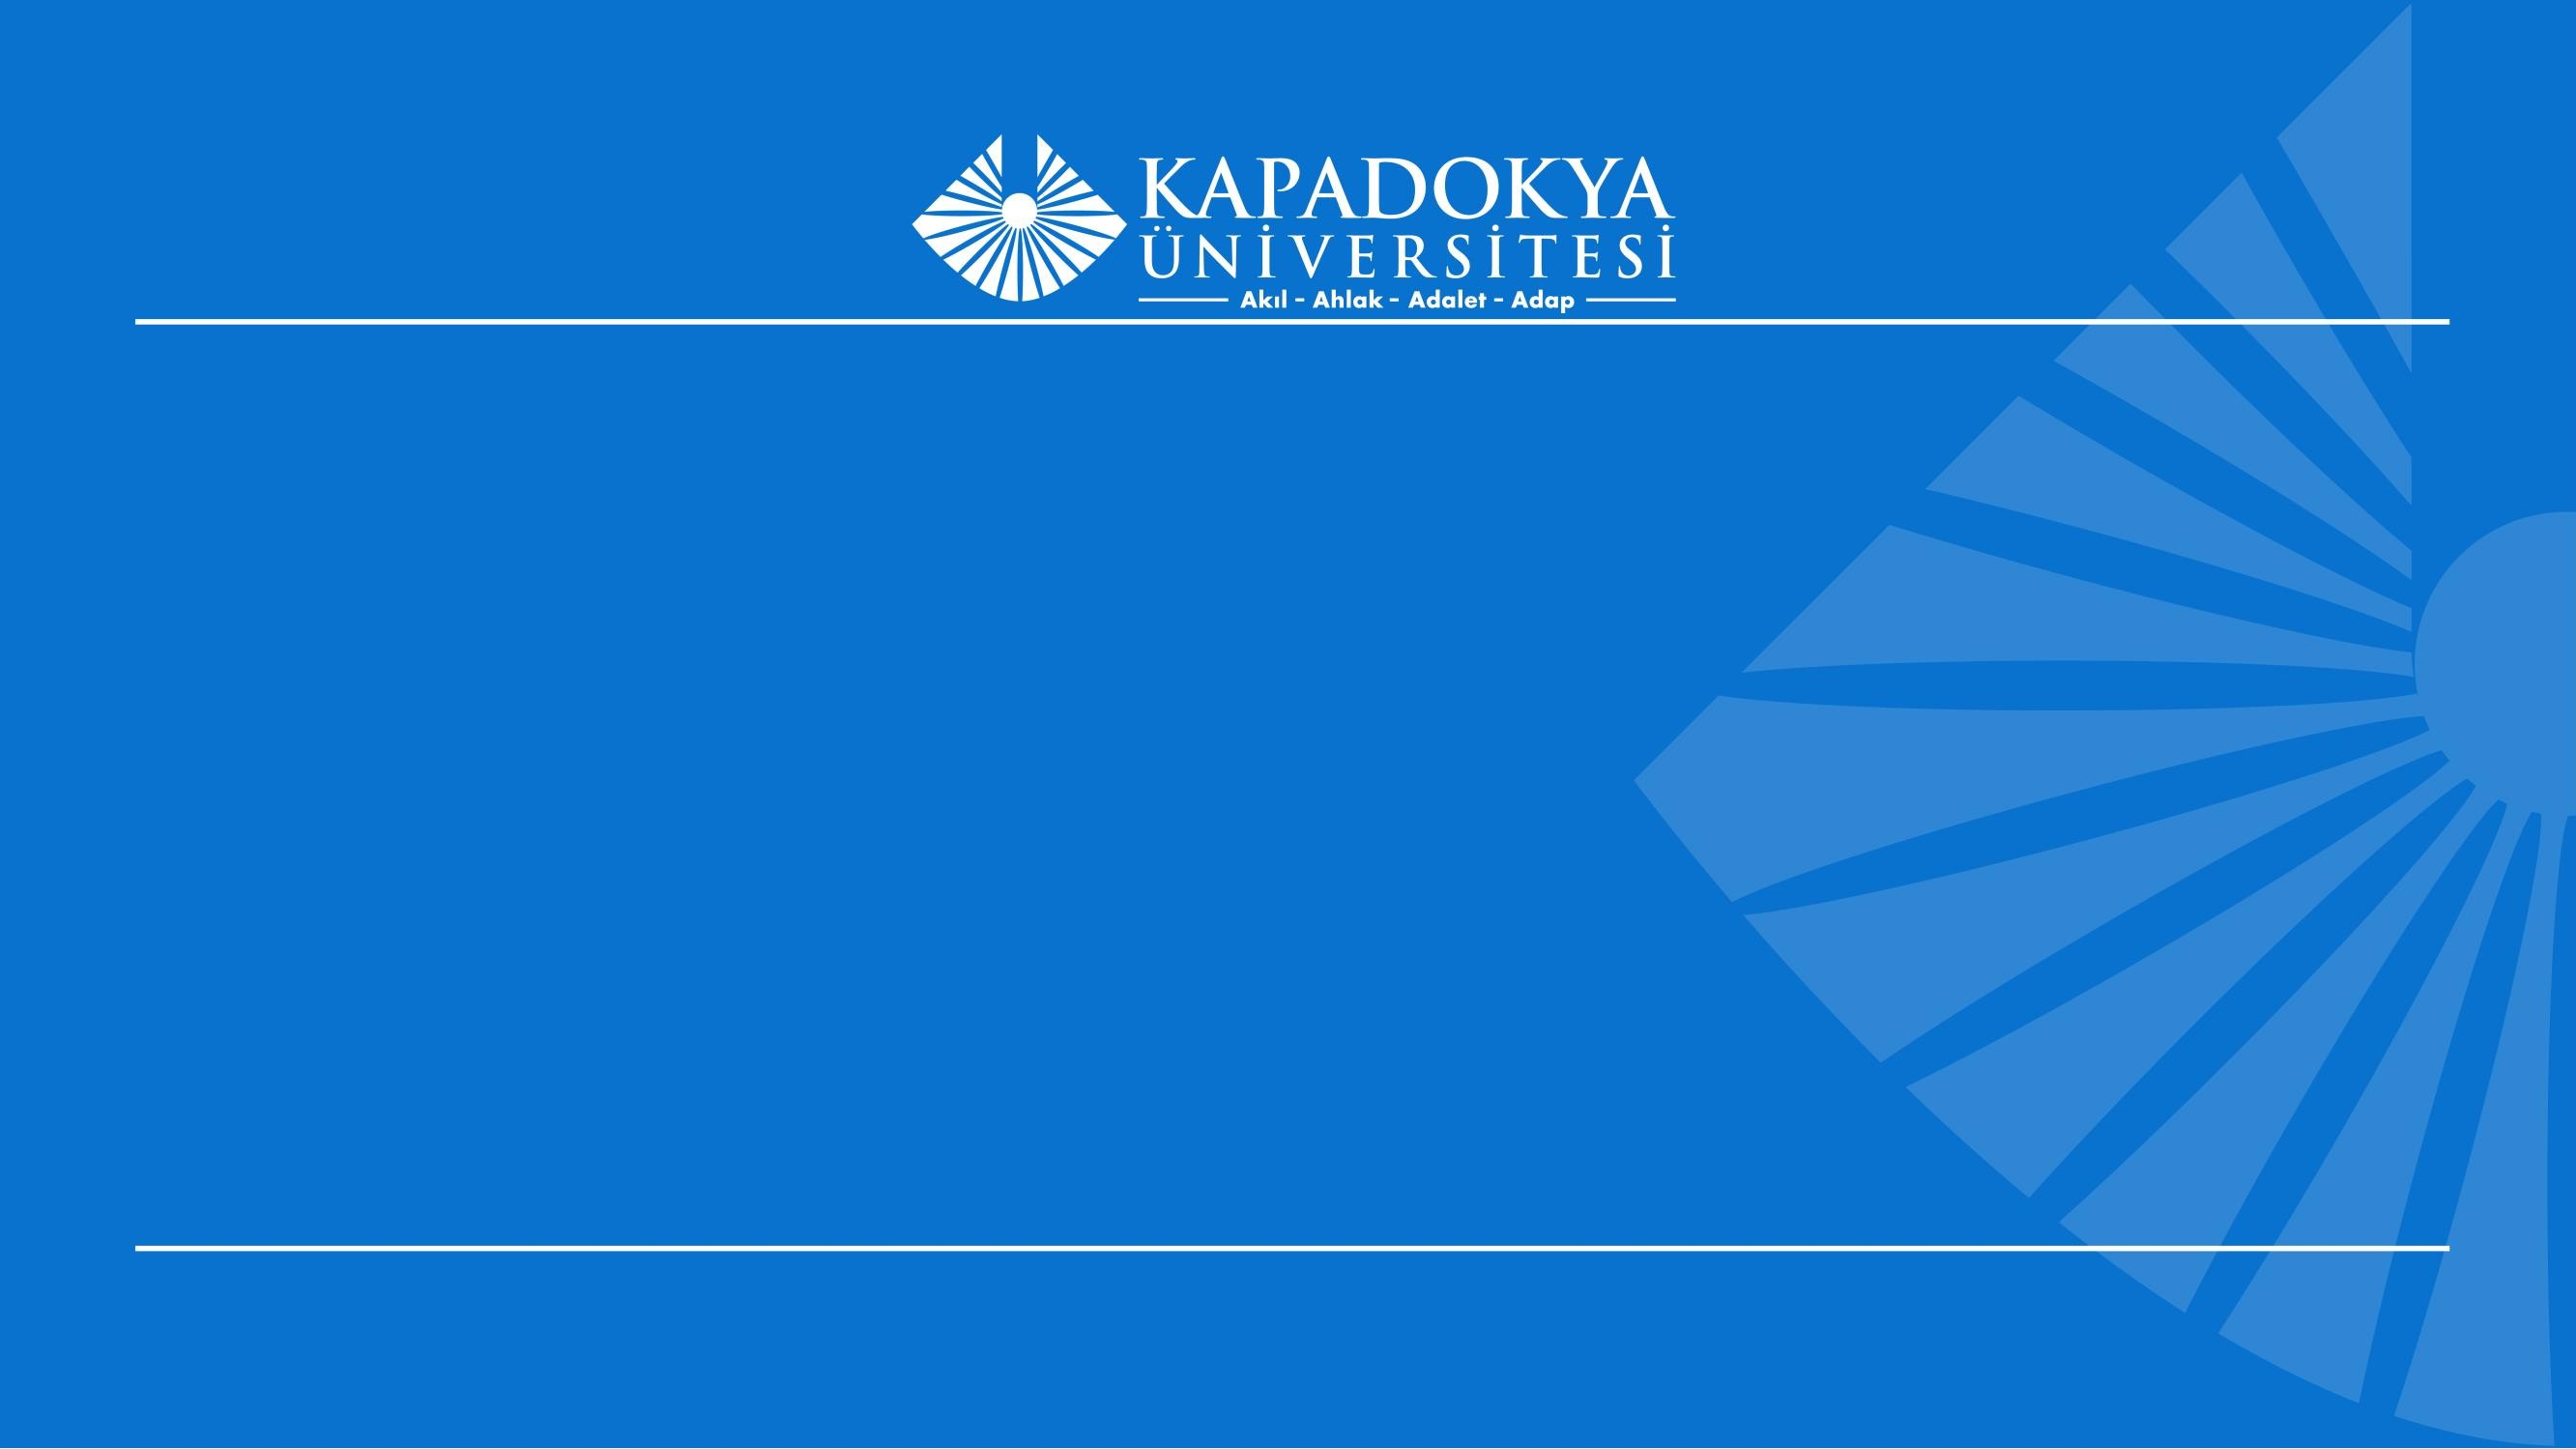 KAPADOKYA
ÜNİVERSİTESİ
Akıl - Ahlak - Adalet - Adap